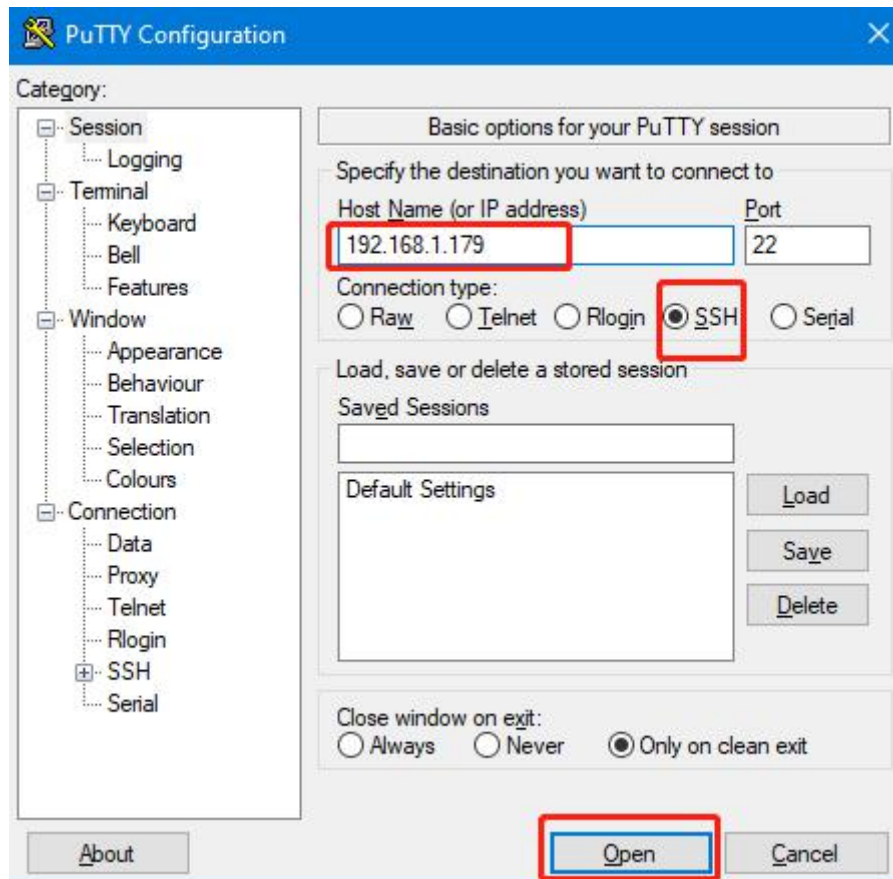 PuTTY Configuration
Category:
Session
Logging
Terminal
Keyboard
Bell
Features
Window
Appearance
Behaviour
Translation
Selection
Colours
Connection
Data
Proxy
Telnet
Rlogin
SSH
Serial
Basic options for your PuTTY session
Specify the destination you want to connect to
Host Name (or IP address) Port
192.168.1.179 22
Connection type:
Raw Telnet Rlogin SSH Serial
Load, save or delete a stored session
Saved Sessions
Default Settings
Load
Save
Delete
Close window on exit:
Always Never Only on clean exit
About Open Cancel